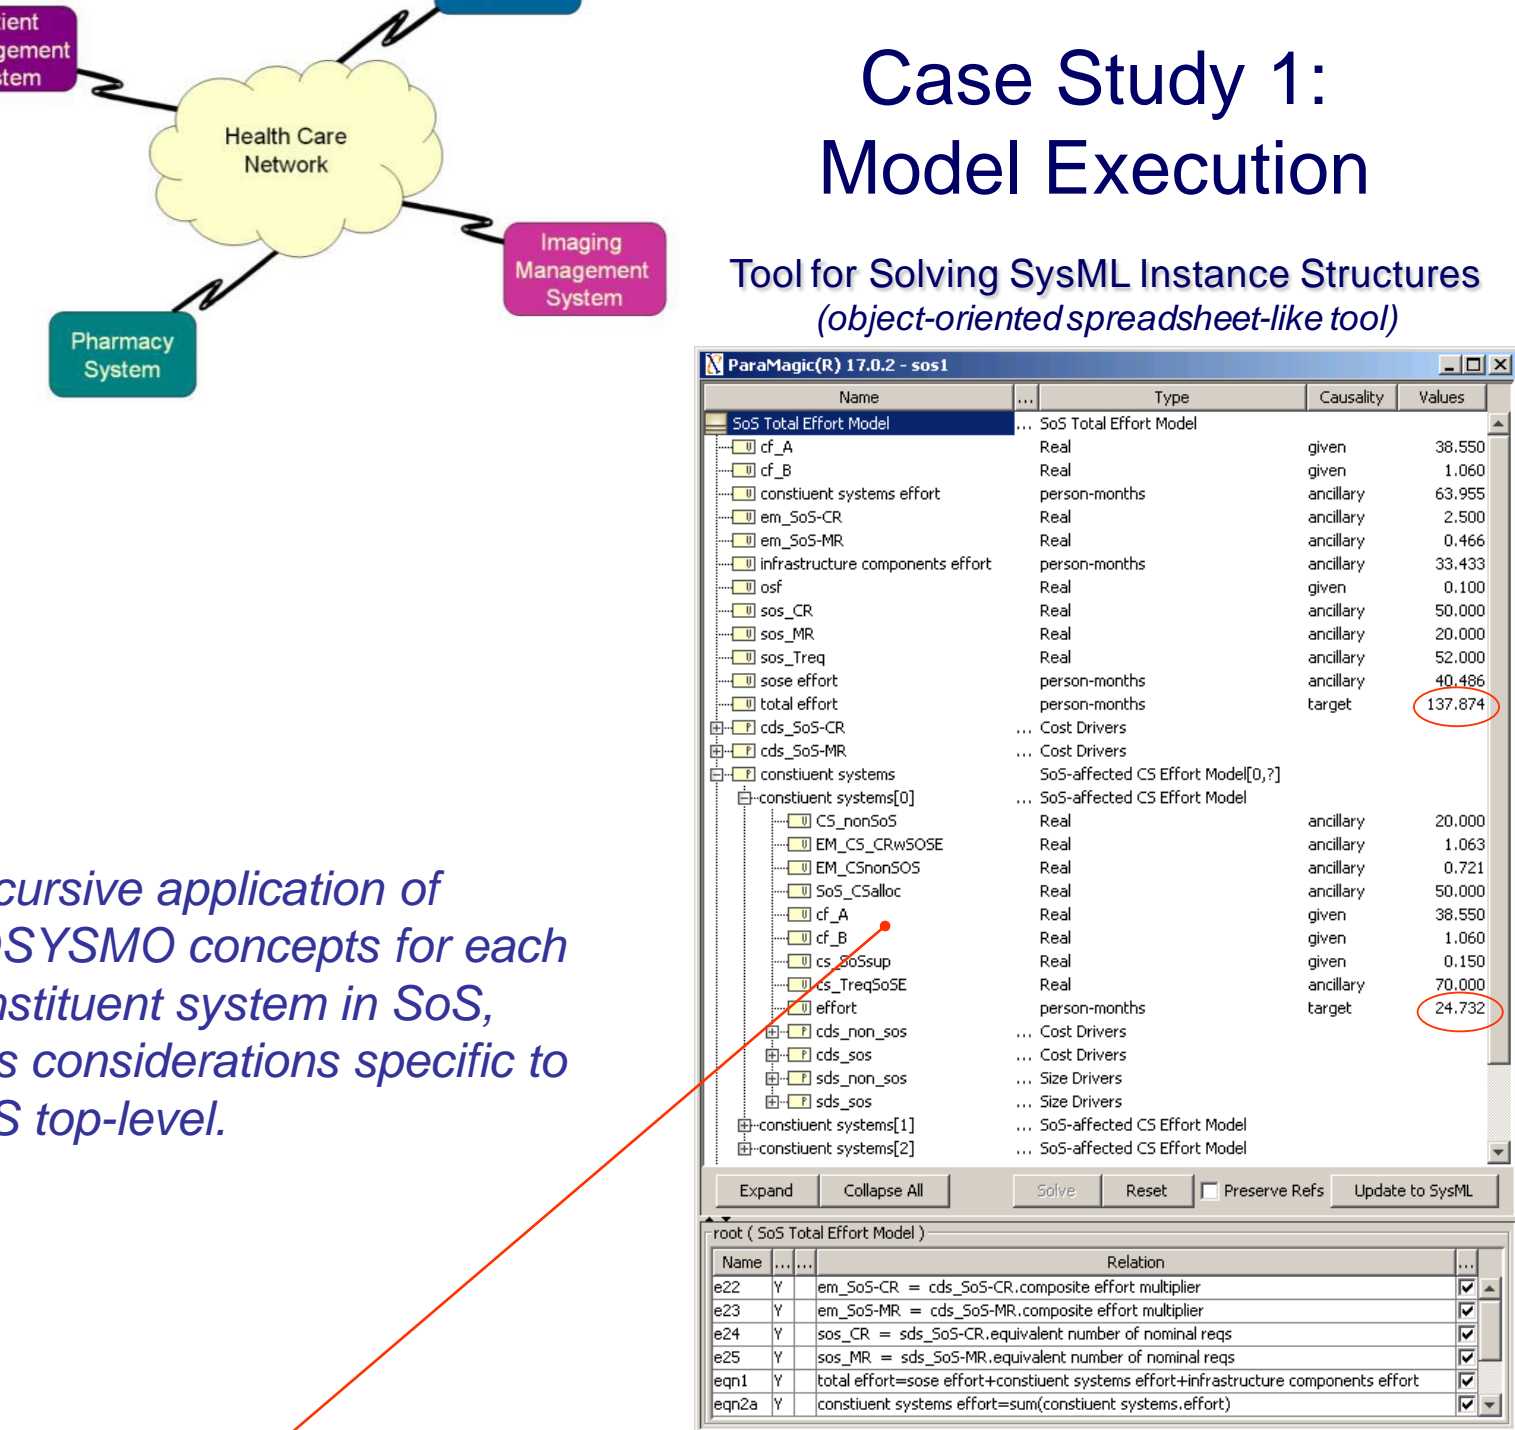 Health Care
Network
Imaging
Management
System
Pharmacy
System
Case Study 1:
Model Execution
Tool for Solving SysML Instance Structures
(object-oriented spreadsheet-like tool)
ParaMagic(R) 17.0.2 - sos1
Name ... Type Causality Values
SoS Total Effort Model ... SoS Total Effort Model
cf_A Real given 38.550
cf_B Real given 1.060
constiuent systems effort person-months ancillary 63.955
em_SoS-CR Real ancillary 2.500
em_SoS-MR Real ancillary 0.466
infrastructure components effort person-months ancillary 33.433
osf Real given 0.100
sos_CR Real ancillary 50.000
sos_MR Real ancillary 20.000
sos_Treq Real ancillary 52.000
sose effort person-months ancillary 40.486
total effort person-months target 137.874
cds_SoS-CR ... Cost Drivers
cds_SoS-MR ... Cost Drivers
constiuent systems SoS-affected CS Effort Model[0,?]
constiuent systems[0] ... SoS-affected CS Effort Model
CS_nonSoS Real ancillary 20.000
EM_CS_CRwSOSE Real ancillary 1.063
EM_CSnonSOS Real ancillary 0.721
SoS_CSalloc Real ancillary 50.000
cf_A Real given 38.550
cf_B Real given 1.060
cs_SoSsup Real given 0.150
cs_TreqSoSE Real ancillary 70.000
effort person-months target 24.732
cds_non_sos ... Cost Drivers
cds_sos ... Cost Drivers
sds_non_sos ... Size Drivers
sds_sos ... Size Drivers
constiuent systems[1] ... SoS-affected CS Effort Model
constiuent systems[2] ... SoS-affected CS Effort Model
Expand Collapse All Solve Reset Preserve Refs Update to SysML
root ( SoS Total Effort Model )
Name ... ... Relation ...
e22 Y em_SoS-CR = cds_SoS-CR.composite effort multiplier
e23 Y em_SoS-MR = cds_SoS-MR.composite effort multiplier
e24 Y sos_CR = sds_SoS-CR.equivalent number of nominal reqs
e25 Y sos_MR = sds_SoS-MR.equivalent number of nominal reqs
eqn1 Y total effort=sose effort+constiuent systems effort+infrastructure components effort
eqn2a Y constiuent systems effort=sum(constiuent systems.effort)
cursive application of
OSYSMO concepts for each
nstituent system in SoS,
s considerations specific to
S top-level.